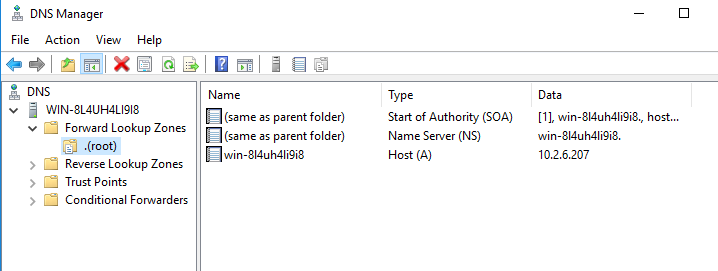 DNS Manager
File Action View Help
DNS
WIN-8L4UH4LI9I8
Forward Lookup Zones
.(root)
Reverse Lookup Zones
Trust Points
Conditional Forwarders
Name Type Data
(same as parent folder) Start of Authority (SOA) [1], win-8l4uh4li9i8., host...
(same as parent folder) Name Server (NS) win-8l4uh4li9i8.
win-8l4uh4li9i8 Host (A) 10.2.6.207